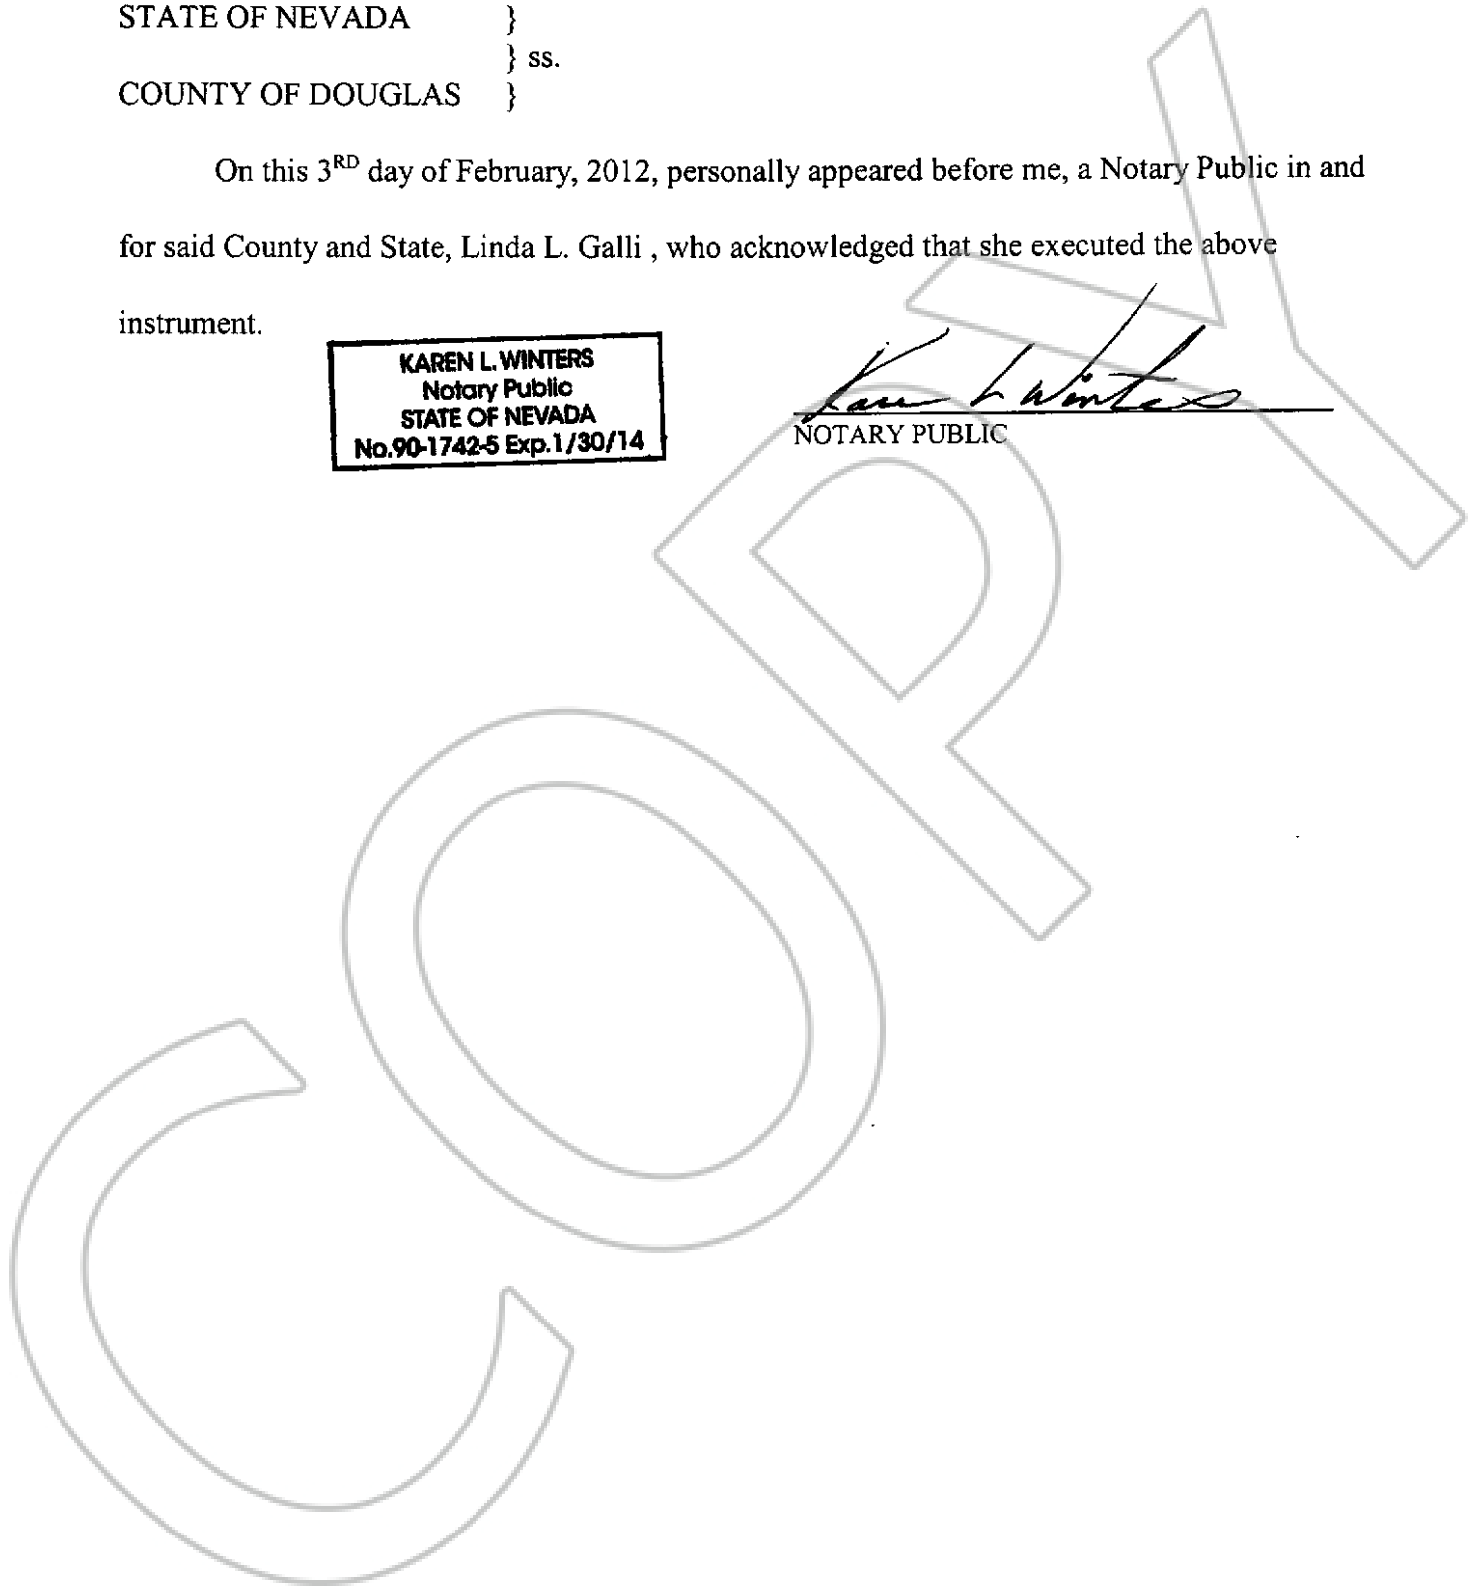 STATE OF NEVADA }
} ss.
COUNTY OF DOUGLAS }
On this 3RD day of February, 2012, personally appeared before me, a Notary Public in and
for said County and State, Linda L. Galli , who acknowledged that she executed the above
instrument.
KAREN L. WINTERS
Notary Public
STATE OF NEVADA
No.90-1742-5 Exp.1/30/14
Karen L Winters
NOTARY PUBLIC
COPY